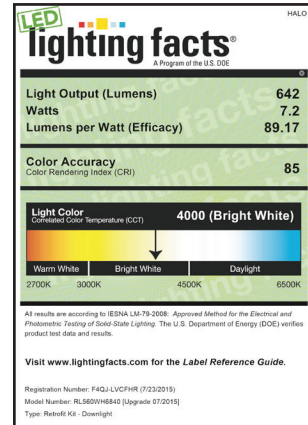 HALO
LED
lighting facts®
A Program of the U.S. DOE
Light Output (Lumens) 642
Watts 7.2
Lumens per Watt (Efficacy) 89.17
Color Accuracy 85
Color Rendering Index (CRI)
Light Color 4000 (Bright White)
Correlated Color Temperature (CCT)
Warm White Bright White Daylight
2700K 3000K 4500K 6500K
All results are according to IESNA LM-79-2008: Approved Method for the Electrical and
Photometric Testing of Solid-State Lighting. The U.S. Department of Energy (DOE) verifies
product test data and results.
Visit www.lightingfacts.com for the Label Reference Guide.
Registration Number: F4QJ-LVCFHR (7/23/2015)
Model Number: RL560WH6840 [Upgrade 07/2015]
Type: Retrofit Kit - Downlight